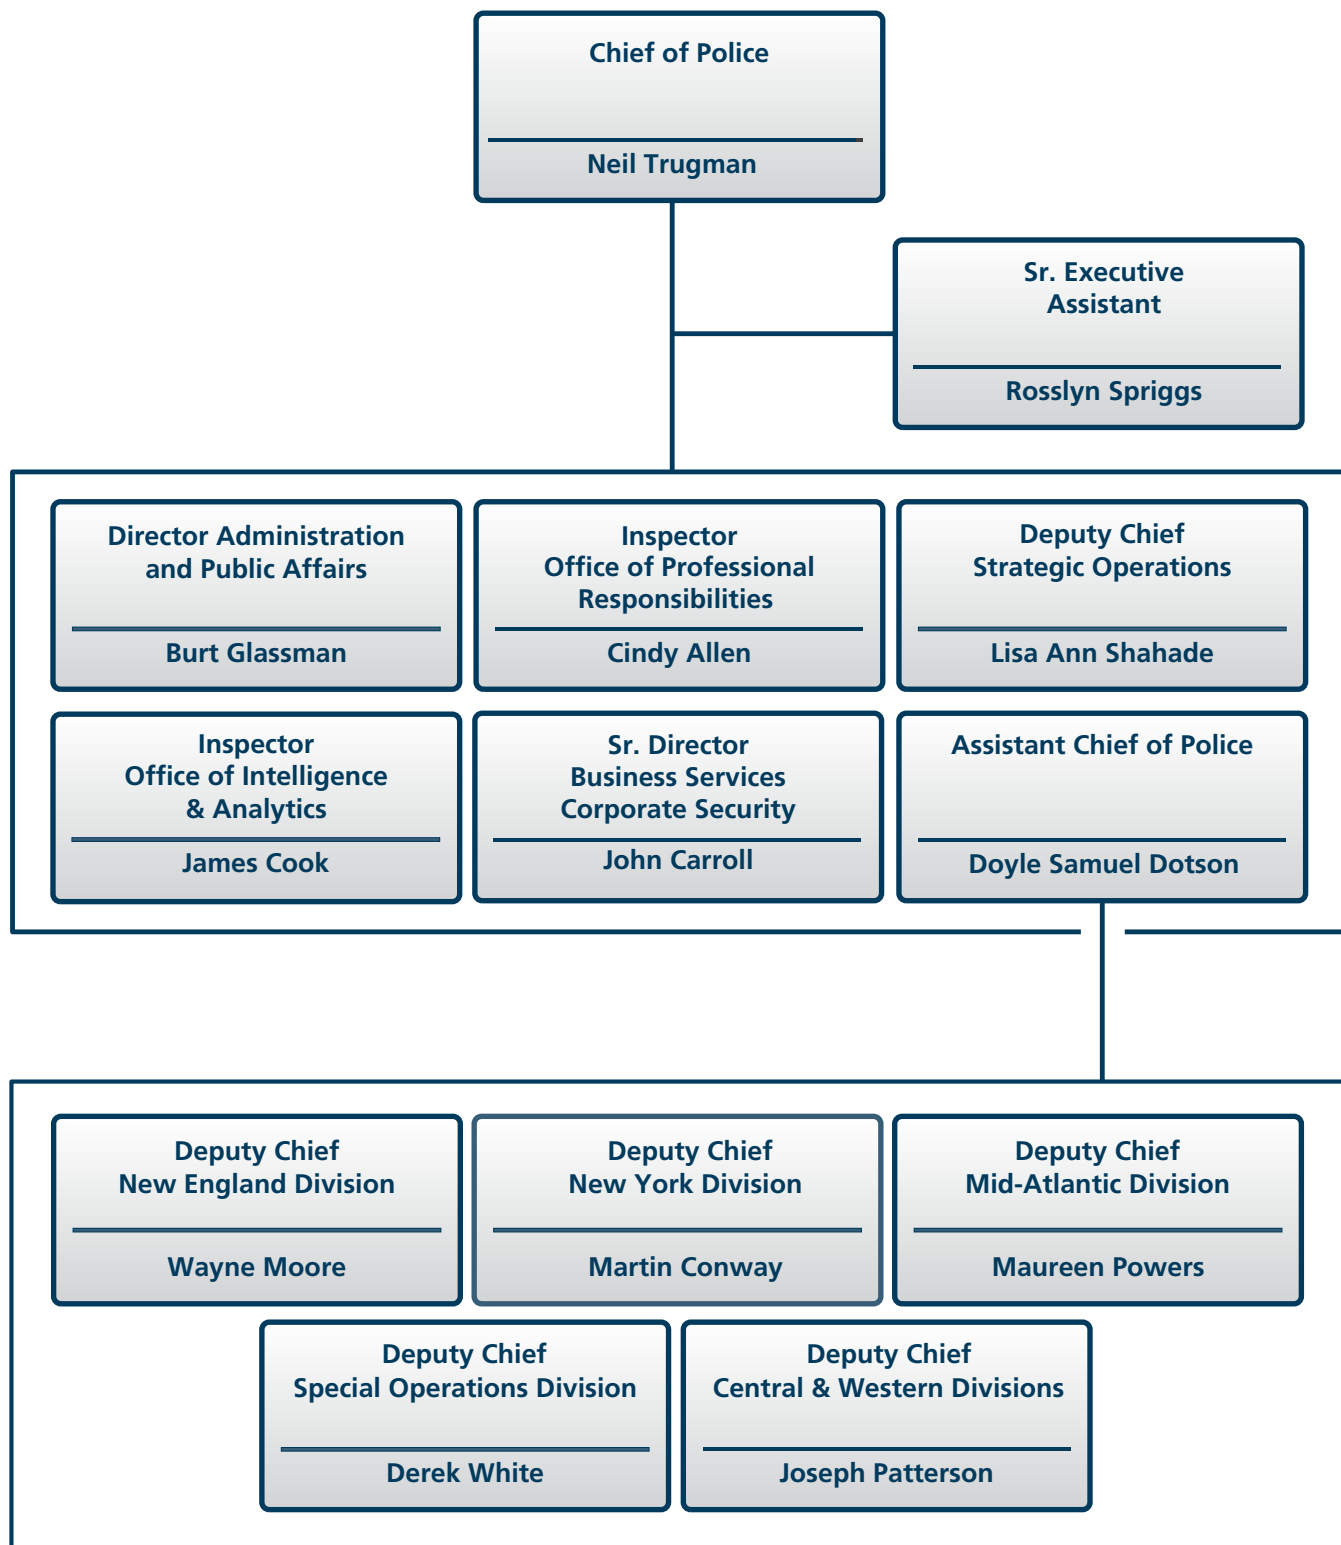 Chief of Police
Neil Trugman
Sr. Executive
Assistant
Rosslyn Spriggs
Director Administration
and Public Affairs
Burt Glassman
Inspector
Office of Professional
Responsibilities
Cindy Allen
Deputy Chief
Strategic Operations
Lisa Ann Shahade
Inspector
Office of Intelligence
& Analytics
James Cook
Sr. Director
Business Services
Corporate Security
John Carroll
Assistant Chief of Police
Doyle Samuel Dotson
Deputy Chief
New England Division
Wayne Moore
Deputy Chief
New York Division
Martin Conway
Deputy Chief
Mid-Atlantic Division
Maureen Powers
Deputy Chief
Special Operations Division
Derek White
Deputy Chief
Central & Western Divisions
Joseph Patterson